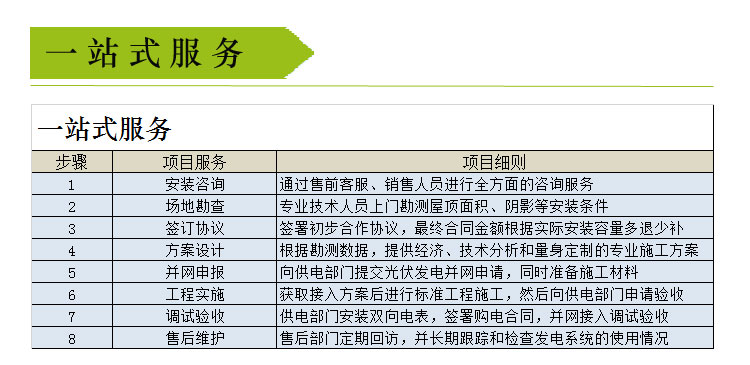 一站式服务
一站式服务
步骤 项目服务 项目细则
1 安装咨询 通过售前客服、销售人员进行全方面的咨询服务
2 场地勘查 专业技术人员上门勘测屋顶面积、阴影等安装条件
3 签订协议 签署初步合作协议，最终合同金额根据实际安装容量多退少补
4 方案设计 根据勘测数据，提供经济、技术分析和量身定制的专业施工方案
5 并网申报 向供电部门提交光伏发电并网申请，同时准备施工材料
6 工程实施 获取接入方案后进行标准工程施工，然后向供电部门申请验收
7 调试验收 供电部门安装双向电表，签署购电合同，并网接入调试验收
8 售后维护 售后部门定期回访，并长期跟踪和检查发电系统的使用情况